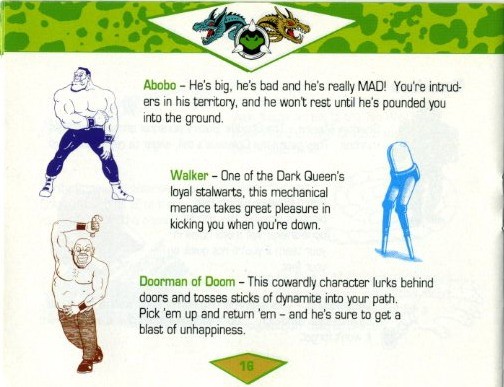 Abobo – He's big, he's bad and he's really MAD! You're intrud-
ers in his territory, and he won't rest until he's pounded you
into the ground.
Walker – One of the Dark Queen's
loyal stalwarts, this mechanical
menace takes great pleasure in
kicking you when you're down.
Doorman of Doom – This cowardly character lurks behind
doors and tosses sticks of dynamite into your path.
Pick 'em up and return 'em – and he's sure to get a
blast of unhappiness.
16